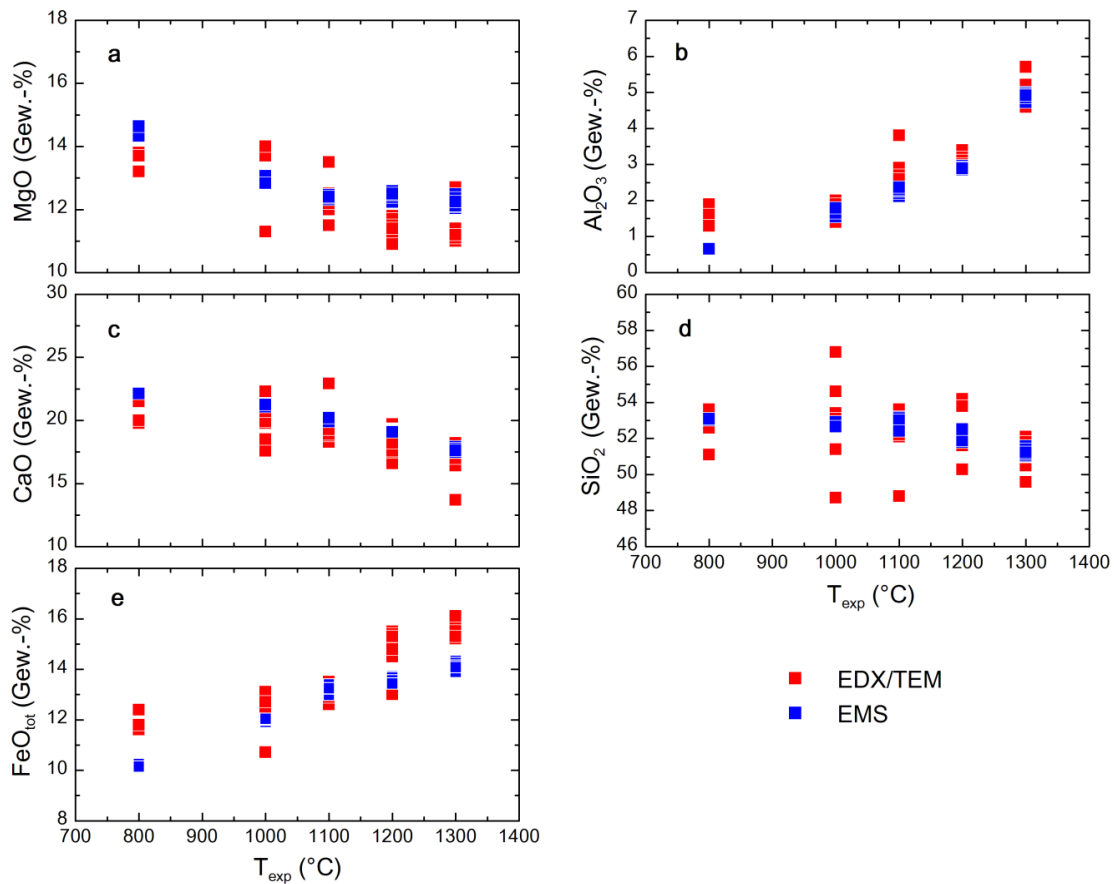 18
16
14
12
10
MgO (Gew.-%)
a
7
6
5
4
3
2
1
0
Al₂O₃ (Gew.-%)
b
30
25
20
15
10
CaO (Gew.-%)
c
60
58
56
54
52
50
48
46
SiO₂ (Gew.-%)
d
700 800 900 1000 1100 1200 1300 1400
T_exp (°C)
18
16
14
12
10
8
FeO_tot (Gew.-%)
e
700 800 900 1000 1100 1200 1300 1400
T_exp (°C)
EDX/TEM
EMS